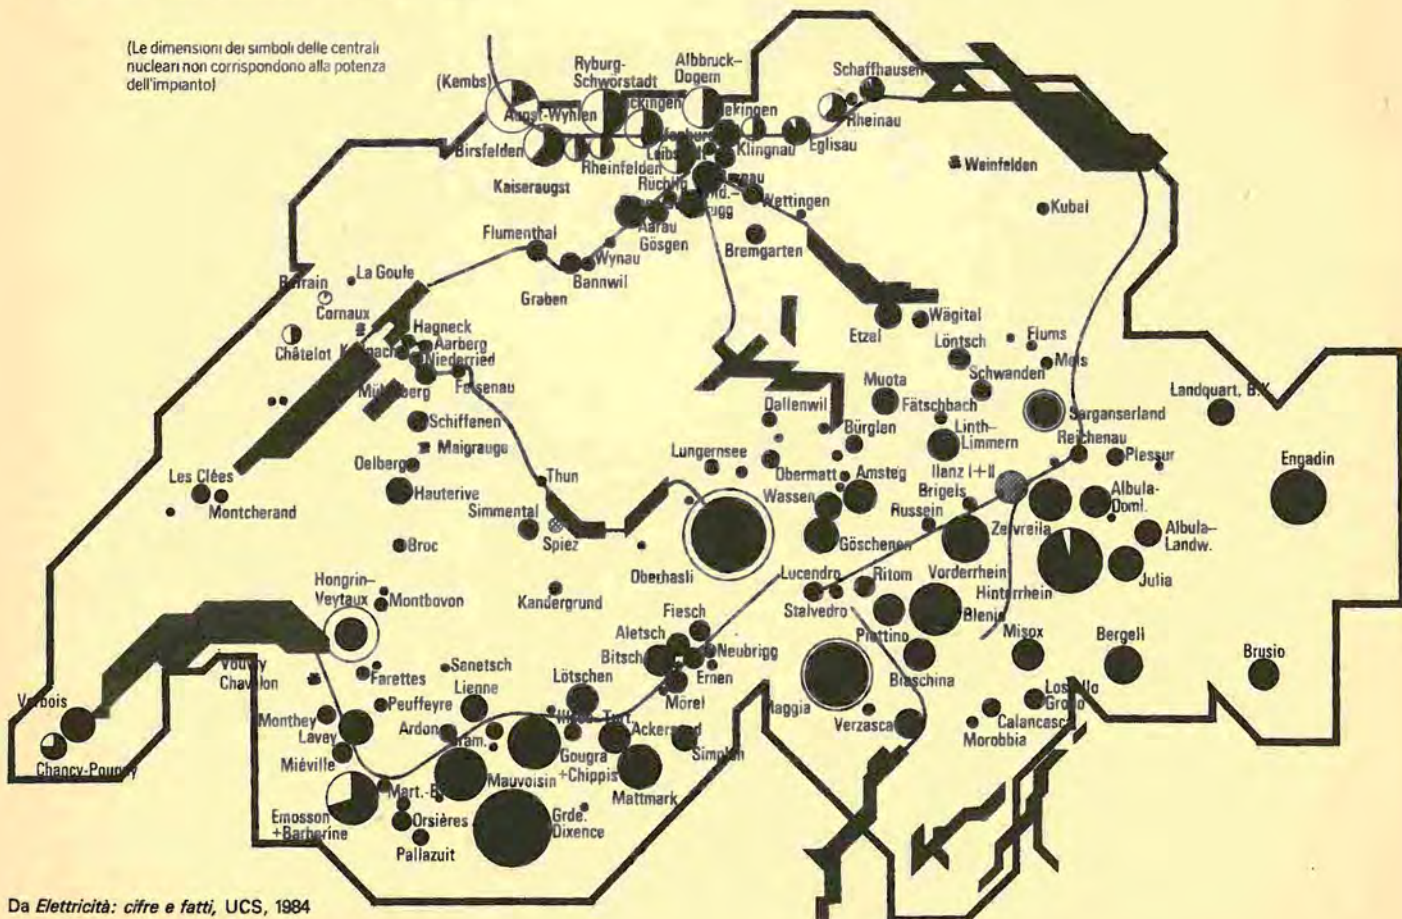 (Le dimensioni dei simboli delle centrali
nucleari non corrispondono alla potenza
dell'impianto)
(Kembs)
Ryburg-
Schwörstadt
Albbruck-
Dogern
Schaffhausen
Augst-Wyhlen
Rheinau
Birsfelden
Rheinfelden
Klingnau
Eglisau
Weinfelden
Kaiseraugst
Wettingen
Kubel
Aarau
Gösgen
Bremgarten
Flumenthal
Wynau
Bannwil
Graben
La Goule
Cornaux
Châtelot
Hagneck
Aarberg
Niederried
Felsenau
Etzel
Wägital
Flums
Mels
Löntsch
Schwanden
Muota
Fätschbach
Sarganserland
Landquart, B.K.
Schiffenen
Maigrauge
Oelberg
Hauterive
Dallenwil
Bürglen
Linth-
Limmern
Reichenau
Plessur
Engadin
Les Clées
Montcherand
Thun
Lungernsee
Obermatt
Amsteg
Wassen
Ilanz I+II
Brigels
Russein
Zervreila
Albula-
Doml.
Albula-
Landw.
Simmental
Spiez
Göschenen
Broc
Oberhasli
Lucendro
Ritom
Vorderrhein
Hinterrhein
Julia
Hongrin-
Veytaux
Montbovon
Kandergrund
Stalvedro
Blenio
Fiesch
Aletsch
Bitsch
Neubrigg
Ernen
Mörel
Piottino
Biaschina
Misox
Bergell
Brusio
Vouvry
Chavalon
Farettes
Sanetsch
Lienne
Lötschen
Peuffeyre
Verbois
Monthey
Lavey
Miéville
Ardon
Ackersand
Simplon
Maggia
Verzasca
Lostallo
Grono
Calancasca
Morobbia
Chancy-Pougny
Gougra
+Chippis
Mauvoisin
Mattmark
Emosson
+Barberine
Orsières
Pallazuit
Grde.
Dixence
Da Elettricità: cifre e fatti, UCS, 1984